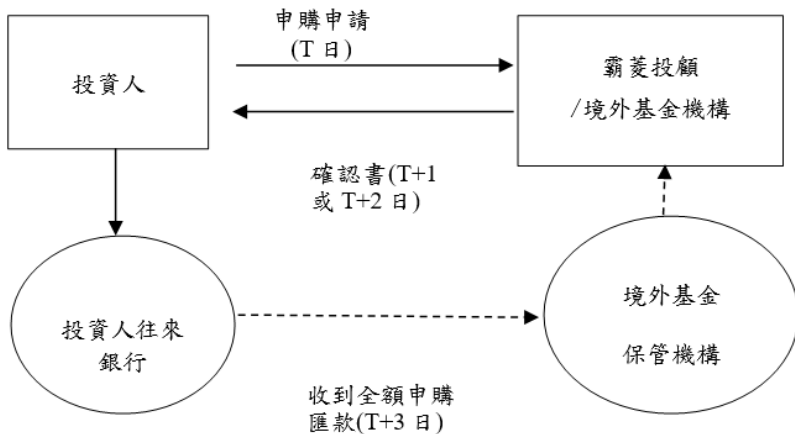 申購申請
(T 日)
投資人
霸菱投顧
/境外基金機構
確認書(T+1
或 T+2 日)
投資人往來
銀行
境外基金
保管機構
收到全額申購
匯款(T+3 日)